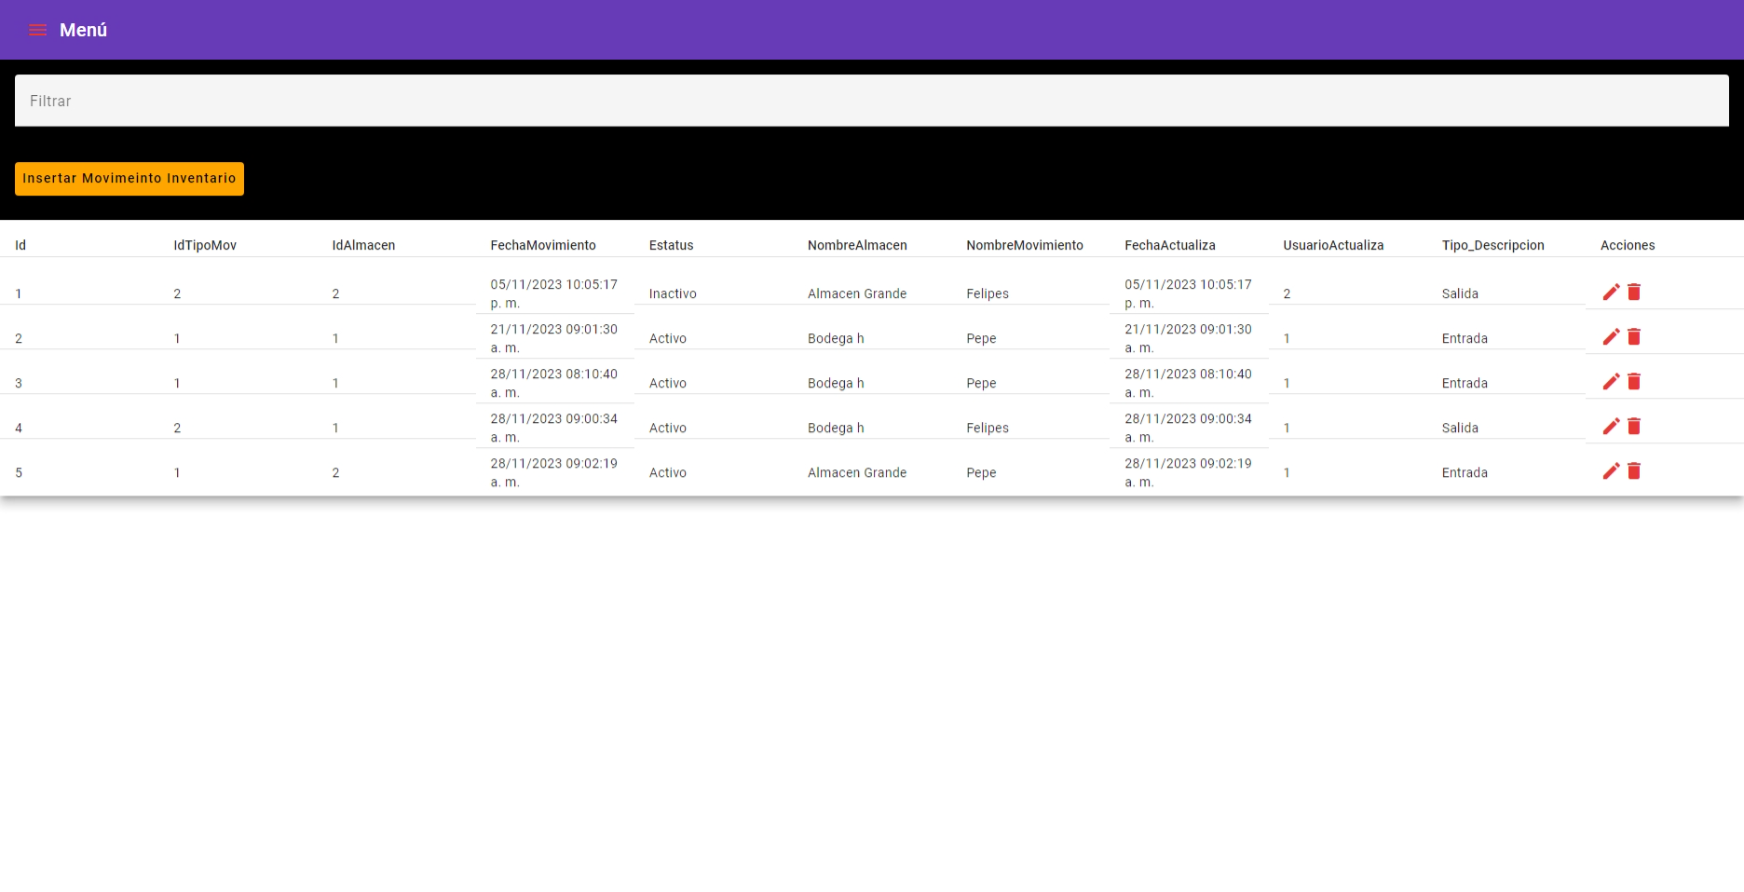 Menú
Filtrar
Insertar Movimeinto Inventario
Id IdTipoMov IdAlmacen FechaMovimiento Estatus NombreAlmacen NombreMovimiento FechaActualiza UsuarioActualiza Tipo_Descripcion Acciones
1 2 2 05/11/2023 10:05:17 p. m. Inactivo Almacen Grande Felipes 05/11/2023 10:05:17 p. m. 2 Salida
2 1 1 21/11/2023 09:01:30 a. m. Activo Bodega h Pepe 21/11/2023 09:01:30 a. m. 1 Entrada
3 1 1 28/11/2023 08:10:40 a. m. Activo Bodega h Pepe 28/11/2023 08:10:40 a. m. 1 Entrada
4 2 1 28/11/2023 09:00:34 a. m. Activo Bodega h Felipes 28/11/2023 09:00:34 a. m. 1 Salida
5 1 2 28/11/2023 09:02:19 a. m. Activo Almacen Grande Pepe 28/11/2023 09:02:19 a. m. 1 Entrada